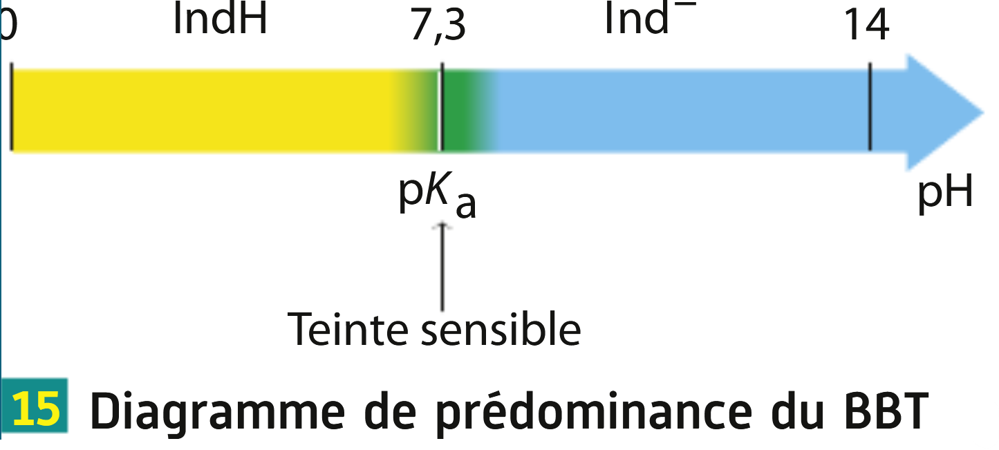 0 IndH 7,3 Ind⁻ 14
pKa
pH
Teinte sensible
15 Diagramme de prédominance du BBT